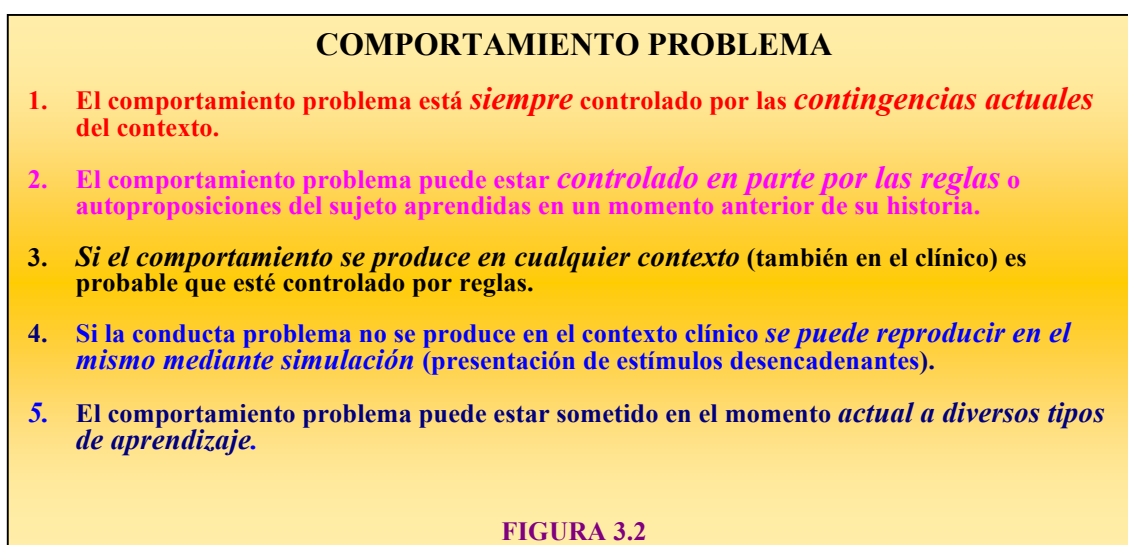 COMPORTAMIENTO PROBLEMA
1. El comportamiento problema está siempre controlado por las contingencias actuales
del contexto.
2. El comportamiento problema puede estar controlado en parte por las reglas o
autoproposiciones del sujeto aprendidas en un momento anterior de su historia.
3. Si el comportamiento se produce en cualquier contexto (también en el clínico) es
probable que esté controlado por reglas.
4. Si la conducta problema no se produce en el contexto clínico se puede reproducir en el
mismo mediante simulación (presentación de estímulos desencadenantes).
5. El comportamiento problema puede estar sometido en el momento actual a diversos tipos
de aprendizaje.
FIGURA 3.2